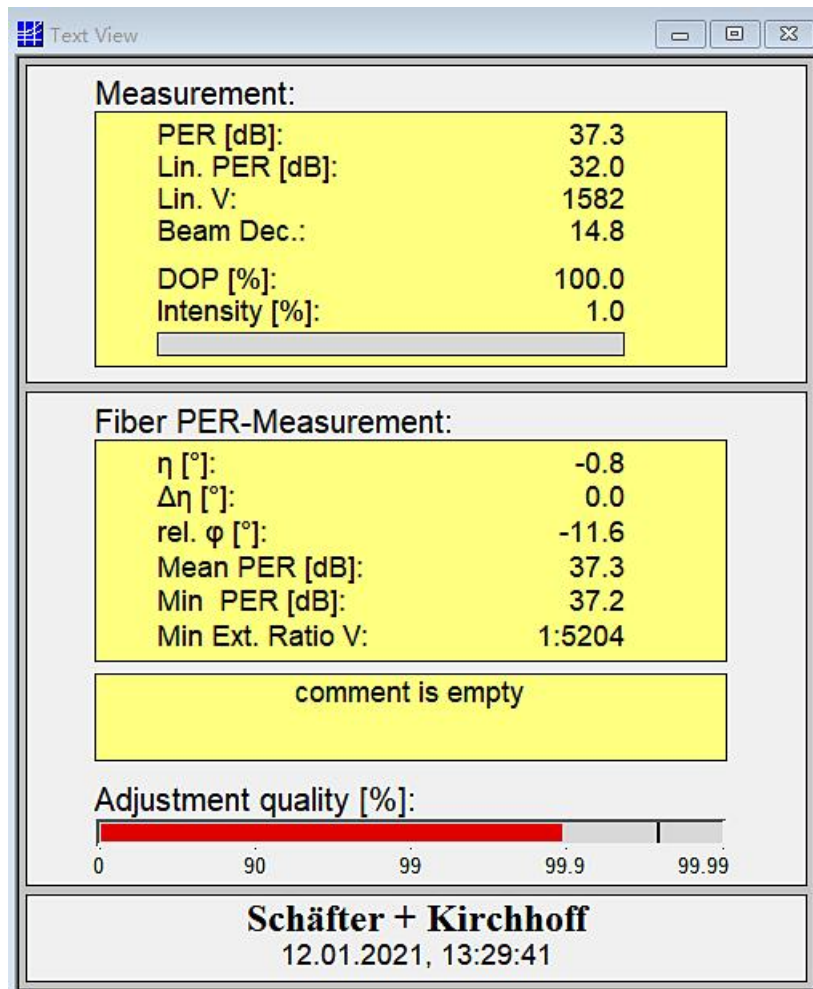 Text View
Measurement:
PER [dB]: 37.3
Lin. PER [dB]: 32.0
Lin. V: 1582
Beam Dec.: 14.8
DOP [%]: 100.0
Intensity [%]: 1.0
Fiber PER-Measurement:
η [°]: -0.8
Δη [°]: 0.0
rel. φ [°]: -11.6
Mean PER [dB]: 37.3
Min PER [dB]: 37.2
Min Ext. Ratio V: 1:5204
comment is empty
Adjustment quality [%]:
0 90 99 99.9 99.99
Schäfter + Kirchhoff
12.01.2021, 13:29:41